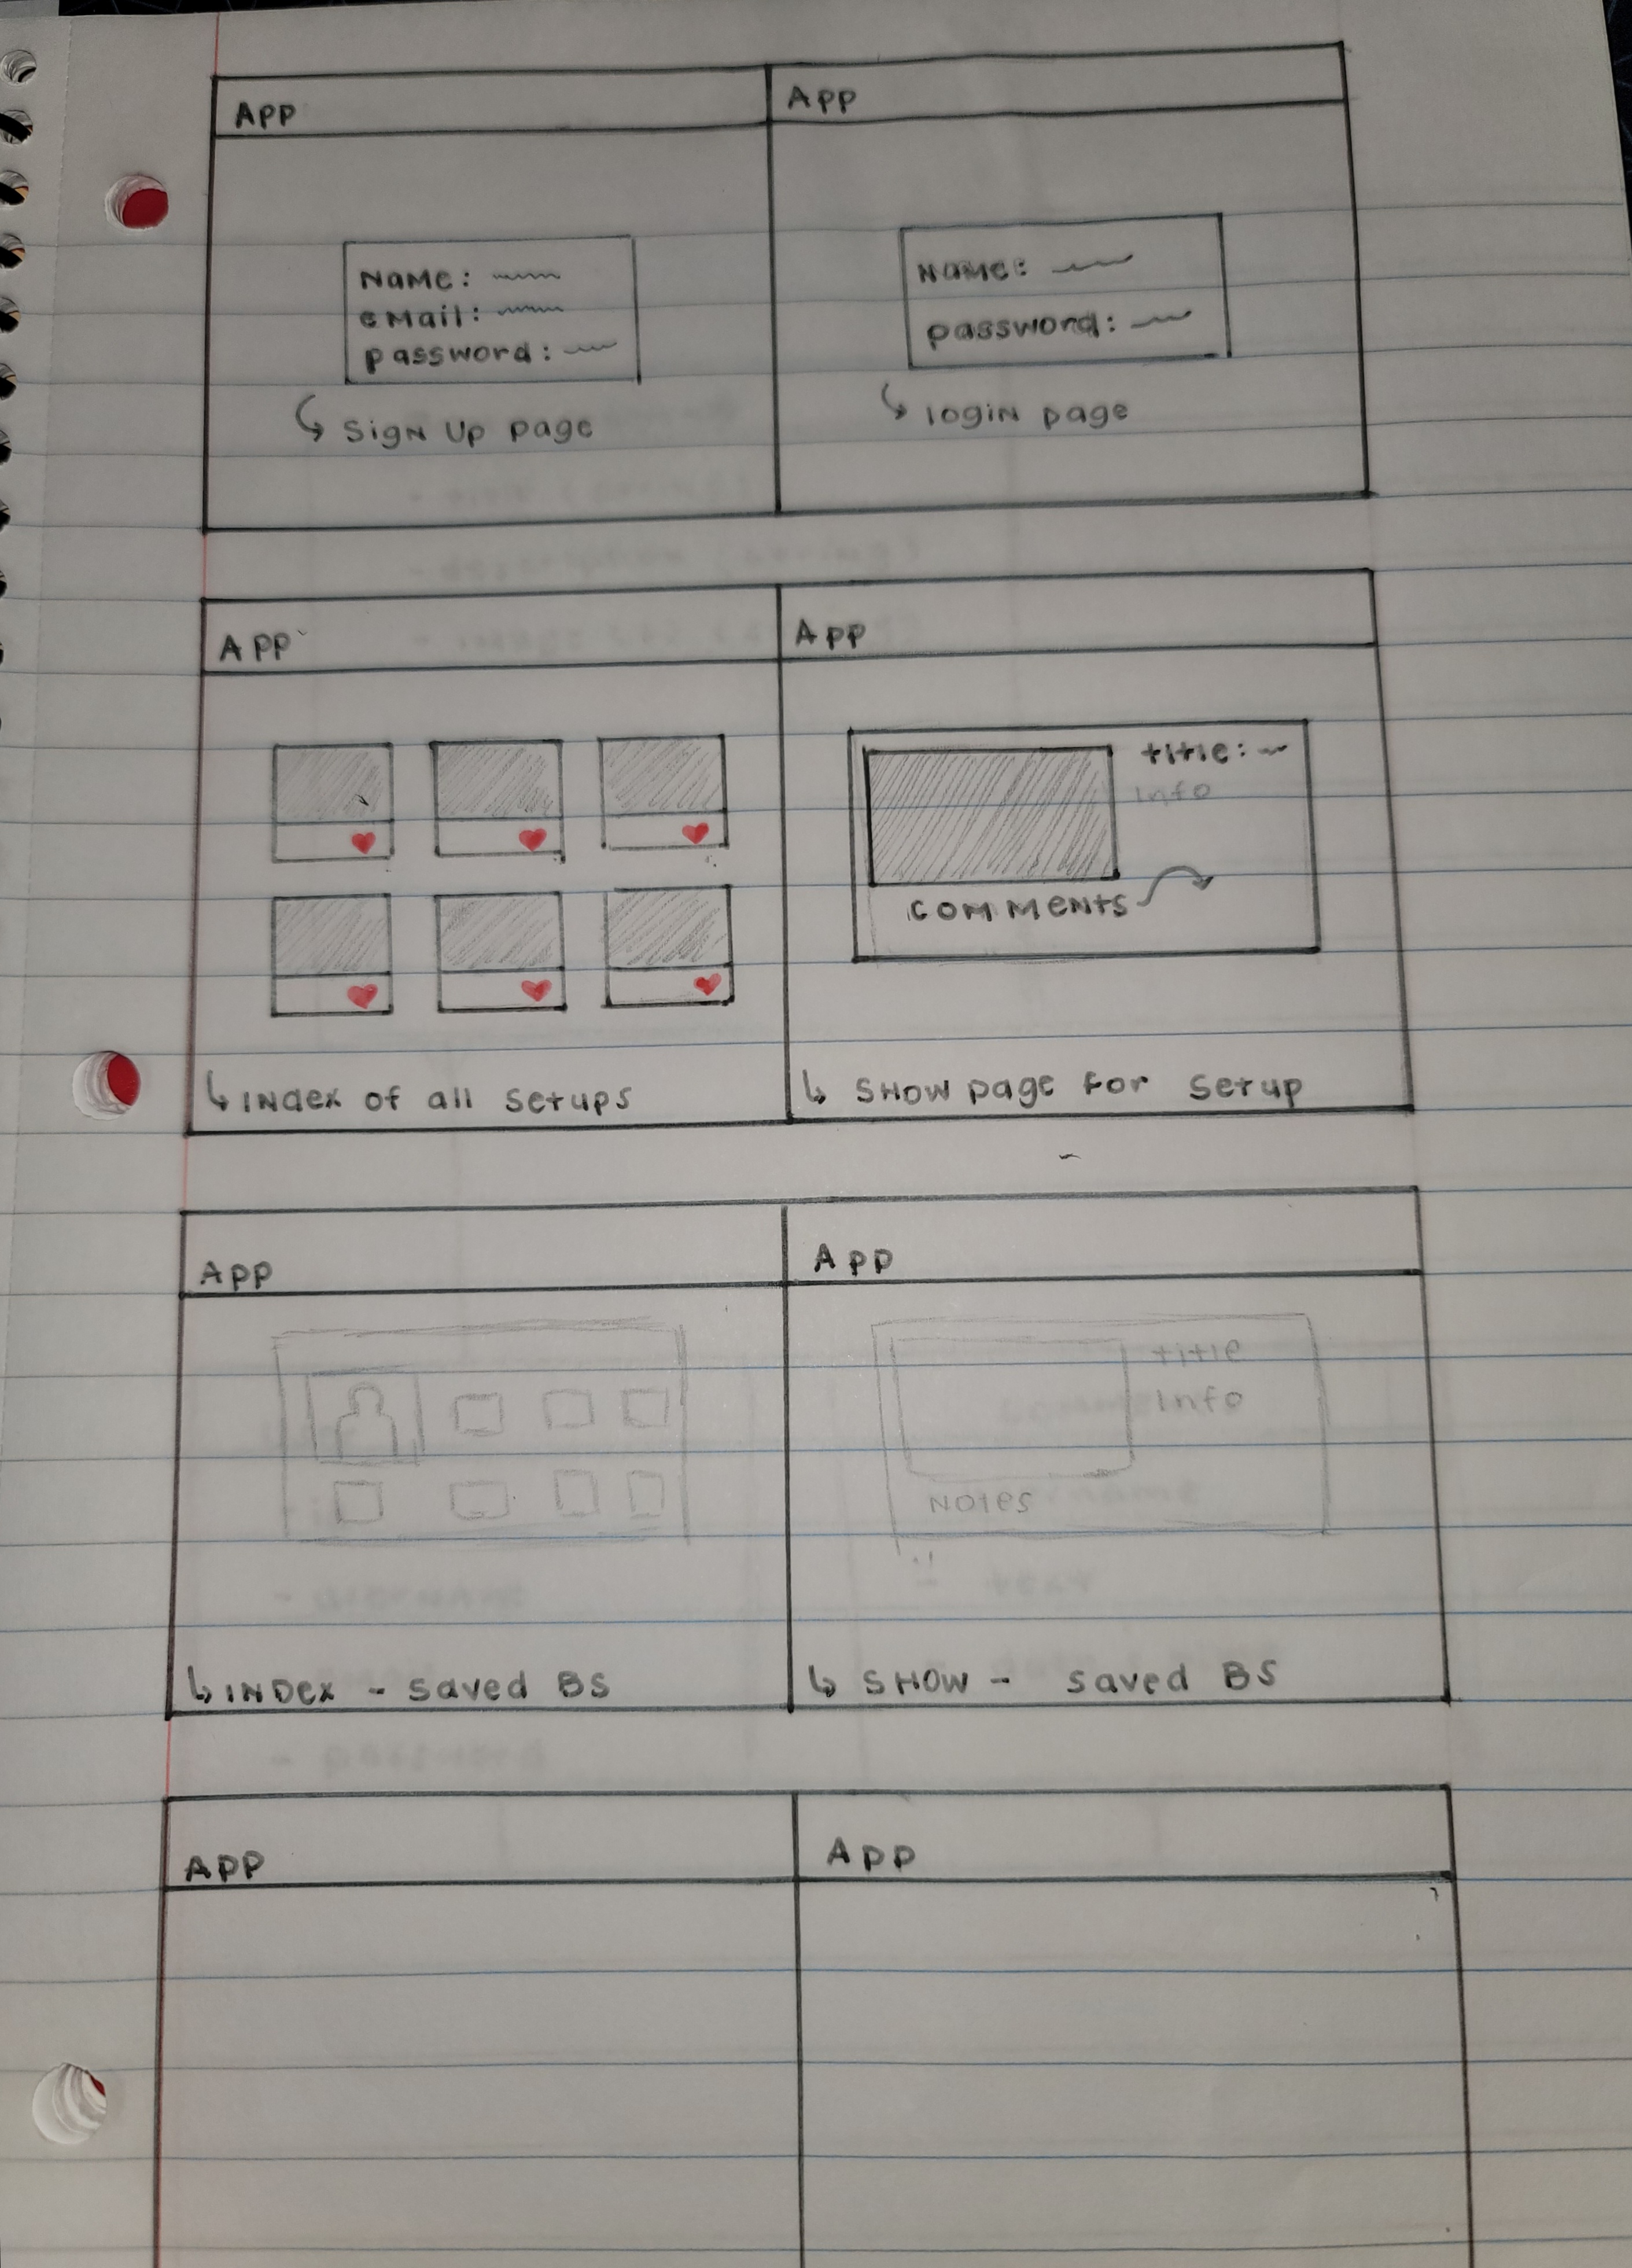 APP
Name:
eMail:
password:
Sign Up page
App
Name:
password:
login page
APP
Index of all setups
App
title:
Info
comments
Show page for setup
App
INDex - saved BS
App
title
Info
Notes
SHOW - saved BS
App
App